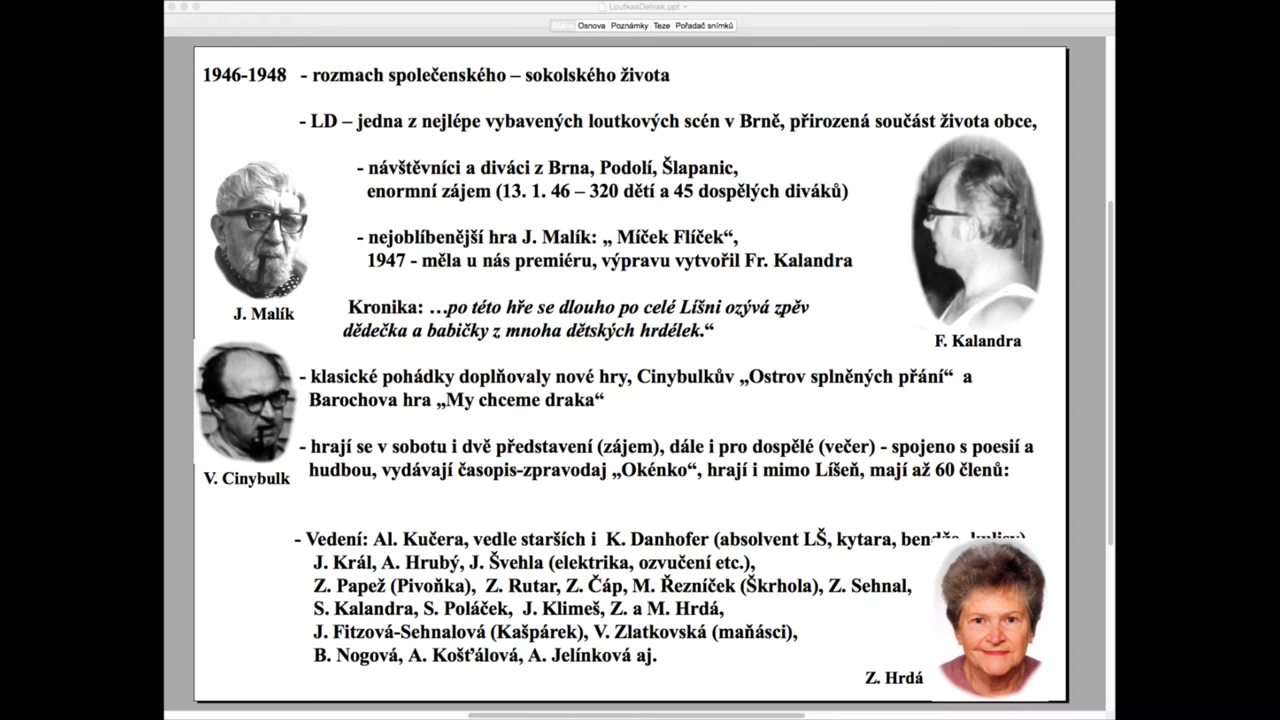 LoutkasDelnak.ppt
Osnova Poznámky Teze Pořadač snímků
1946-1948 - rozmach společenského – sokolského života
- LD – jedna z nejlépe vybavených loutkových scén v Brně, přirozená součást života obce,
- návštěvníci a diváci z Brna, Podolí, Šlapanic,
enormní zájem (13. 1. 46 – 320 dětí a 45 dospělých diváků)
- nejoblíbenější hra J. Malík: „ Míček Flíček“,
1947 - měla u nás premiéru, výpravu vytvořil Fr. Kalandra
J. Malík
Kronika: …po této hře se dlouho po celé Líšni ozývá zpěv
dědečka a babičky z mnoha dětských hrdélek.“
F. Kalandra
- klasické pohádky doplňovaly nové hry, Cinybulkův „Ostrov splněných přání“ a
Barochova hra „My chceme draka“
- hrají se v sobotu i dvě představení (zájem), dále i pro dospělé (večer) - spojeno s poesií a
hudbou, vydávají časopis-zpravodaj „Okénko“, hrají i mimo Líšeň, mají až 60 členů:
V. Cinybulk
- Vedení: Al. Kučera, vedle starších i K. Danhofer (absolvent LŠ, kytara, bendžo, kulisy)
J. Král, A. Hrubý, J. Švehla (elektrika, ozvučení etc.),
Z. Papež (Pivoňka), Z. Rutar, Z. Čáp, M. Řezníček (Škrhola), Z. Sehnal,
S. Kalandra, S. Poláček, J. Klimeš, Z. a M. Hrdá,
J. Fitzová-Sehnalová (Kašpárek), V. Zlatkovská (maňásci),
B. Nogová, A. Košťálová, A. Jelínková aj.
Z. Hrdá